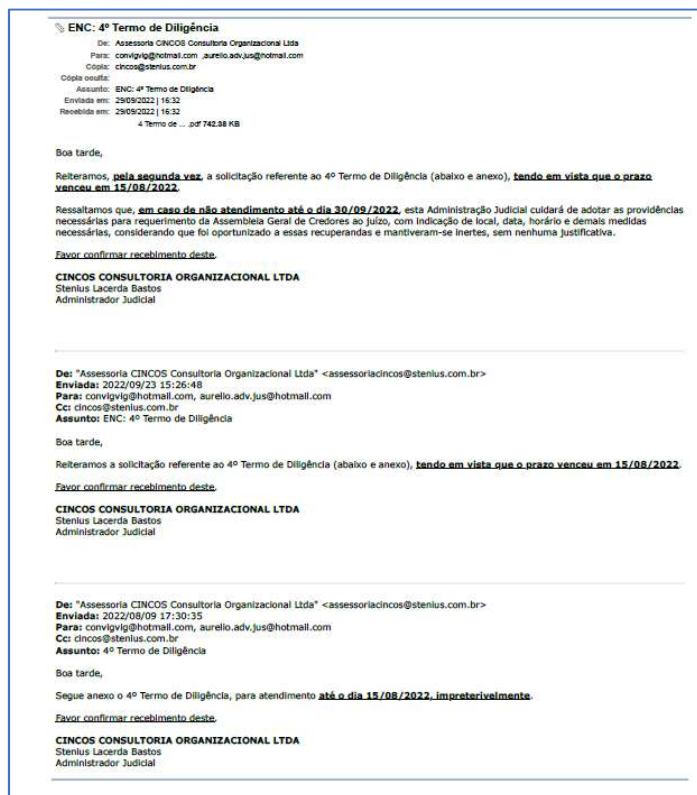 ENC: 4º Termo de Diligência
De: Assessoria CINCOS Consultoria Organizacional Ltda
Para: convigvig@hotmail.com ,aurelio.adv.jus@hotmail.com
Cópia: cincos@stenius.com.br
Cópia oculta:
Assunto: ENC: 4º Termo de Diligência
Enviada em: 29/09/2022 | 16:32
Recebida em: 29/09/2022 | 16:32
4 Termo de ... .pdf 742.38 KB
Boa tarde,
Reiteramos, pela segunda vez, a solicitação referente ao 4º Termo de Diligência (abaixo e anexo), tendo em vista que o prazo
venceu em 15/08/2022.
Ressaltamos que, em caso de não atendimento até o dia 30/09/2022, esta Administração Judicial cuidará de adotar as providências
necessárias para requerimento da Assembleia Geral de Credores ao juízo, com indicação de local, data, horário e demais medidas
necessárias, considerando que foi oportunizado a essas recuperandas e mantiveram-se inertes, sem nenhuma justificativa.
Favor confirmar recebimento deste.
CINCOS CONSULTORIA ORGANIZACIONAL LTDA
Stenius Lacerda Bastos
Administrador Judicial
De: "Assessoria CINCOS Consultoria Organizacional Ltda" <assessoriacincos@stenius.com.br>
Enviada: 2022/09/23 15:26:48
Para: convigvig@hotmail.com, aurelio.adv.jus@hotmail.com
Cc: cincos@stenius.com.br
Assunto: ENC: 4º Termo de Diligência
Boa tarde,
Reiteramos a solicitação referente ao 4º Termo de Diligência (abaixo e anexo), tendo em vista que o prazo venceu em 15/08/2022.
Favor confirmar recebimento deste.
CINCOS CONSULTORIA ORGANIZACIONAL LTDA
Stenius Lacerda Bastos
Administrador Judicial
De: "Assessoria CINCOS Consultoria Organizacional Ltda" <assessoriacincos@stenius.com.br>
Enviada: 2022/08/09 17:30:35
Para: convigvig@hotmail.com, aurelio.adv.jus@hotmail.com
Cc: cincos@stenius.com.br
Assunto: 4º Termo de Diligência
Boa tarde,
Segue anexo o 4º Termo de Diligência, para atendimento até o dia 15/08/2022, impreterivelmente.
Favor confirmar recebimento deste.
CINCOS CONSULTORIA ORGANIZACIONAL LTDA
Stenius Lacerda Bastos
Administrador Judicial